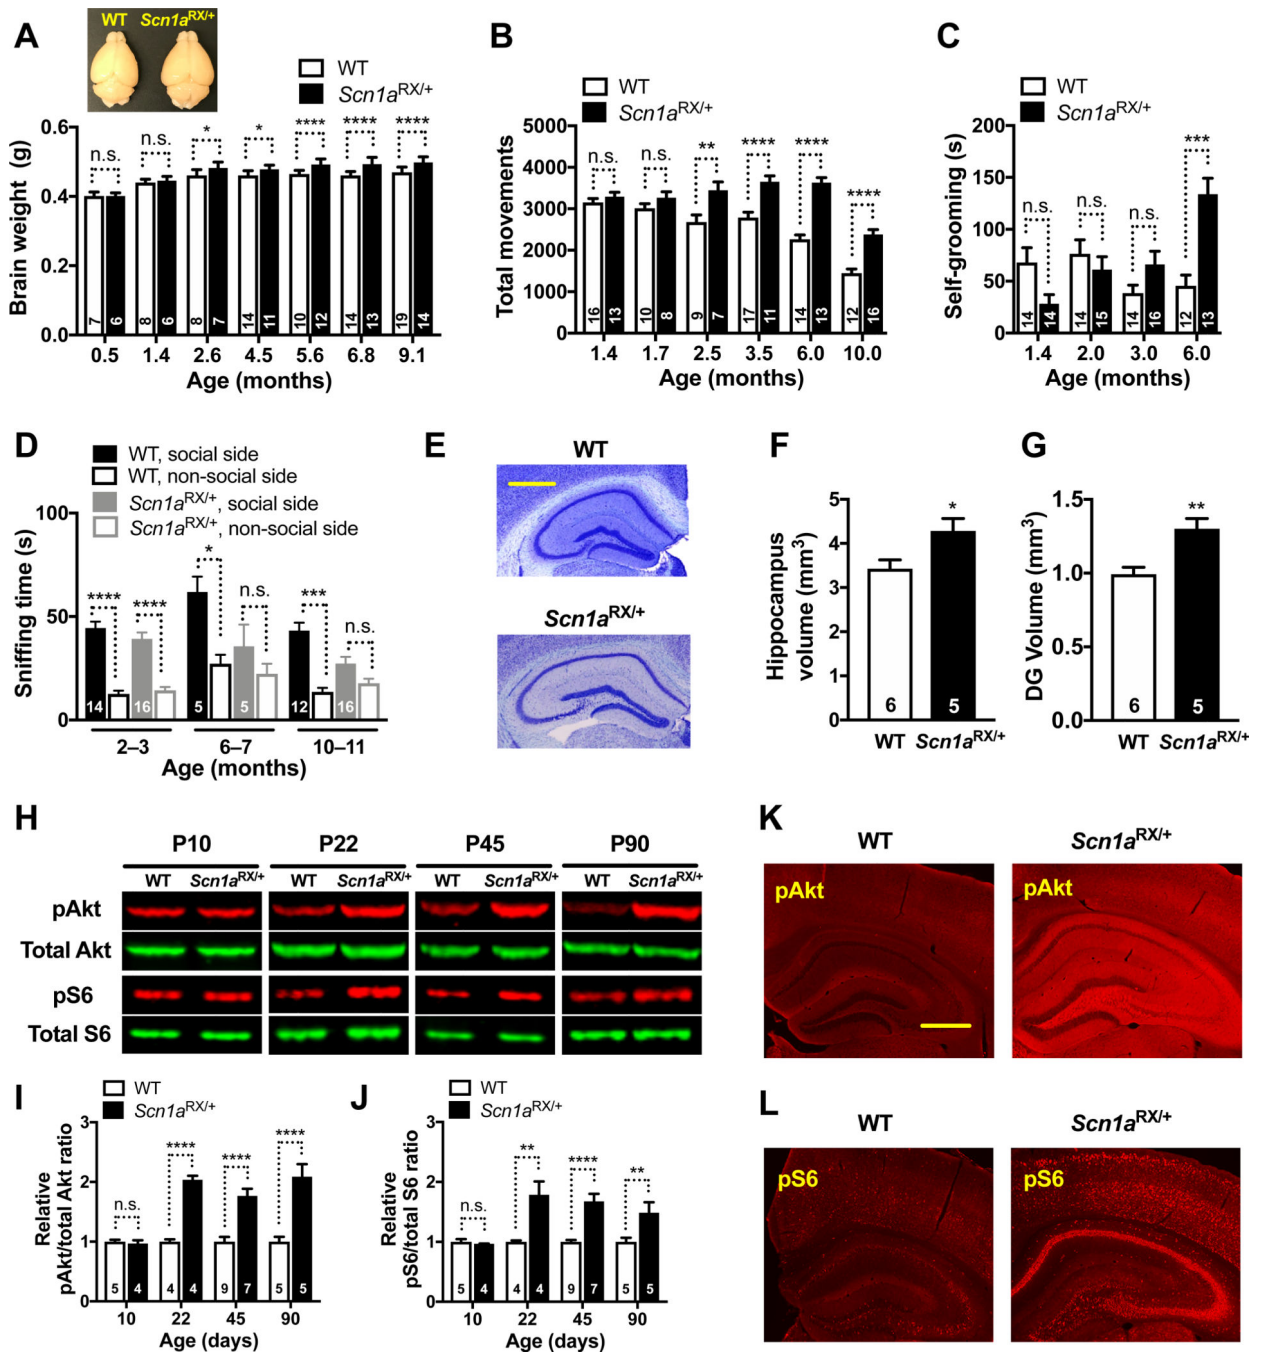 A
WT Scn1aRX/+
WT
Scn1aRX/+
Brain weight (g)
0.6
0.4
0.2
0.0
n.s. n.s. * * **** **** ****
7 6 8 6 8 7 14 11 10 12 14 13 19 14
0.5 1.4 2.6 4.5 5.6 6.8 9.1
Age (months)
B
WT
Scn1aRX/+
Total movements
5000
4000
3000
2000
1000
0
n.s. n.s. ** **** **** ****
16 13 10 8 9 7 17 11 14 13 12 16
1.4 1.7 2.5 3.5 6.0 10.0
Age (months)
C
WT
Scn1aRX/+
Self-grooming (s)
200
150
100
50
0
n.s. n.s. n.s. ***
14 14 14 15 14 16 12 13
1.4 2.0 3.0 6.0
Age (months)
D
WT, social side
WT, non-social side
Scn1aRX/+, social side
Scn1aRX/+, non-social side
Sniffing time (s)
100
50
0
**** **** * n.s. *** n.s.
14 16 5 5 12 16
2–3 6–7 10–11
Age (months)
E
WT
Scn1aRX/+
F
Hippocampus
volume (mm3)
5
4
3
2
1
0
*
6 5
WT Scn1aRX/+
G
DG Volume (mm3)
1.5
1.0
0.5
0.0
**
6 5
WT Scn1aRX/+
H
P10 P22 P45 P90
WT Scn1aRX/+ WT Scn1aRX/+ WT Scn1aRX/+ WT Scn1aRX/+
pAkt
Total Akt
pS6
Total S6
I
WT
Scn1aRX/+
Relative
pAkt/total Akt ratio
3
2
1
0
n.s. **** **** ****
5 4 4 4 9 7 5 5
10 22 45 90
Age (days)
J
WT
Scn1aRX/+
Relative
pS6/total S6 ratio
3
2
1
0
n.s. ** **** **
5 4 4 4 9 7 5 5
10 22 45 90
Age (days)
K
WT Scn1aRX/+
pAkt pAkt
L
WT Scn1aRX/+
pS6 pS6